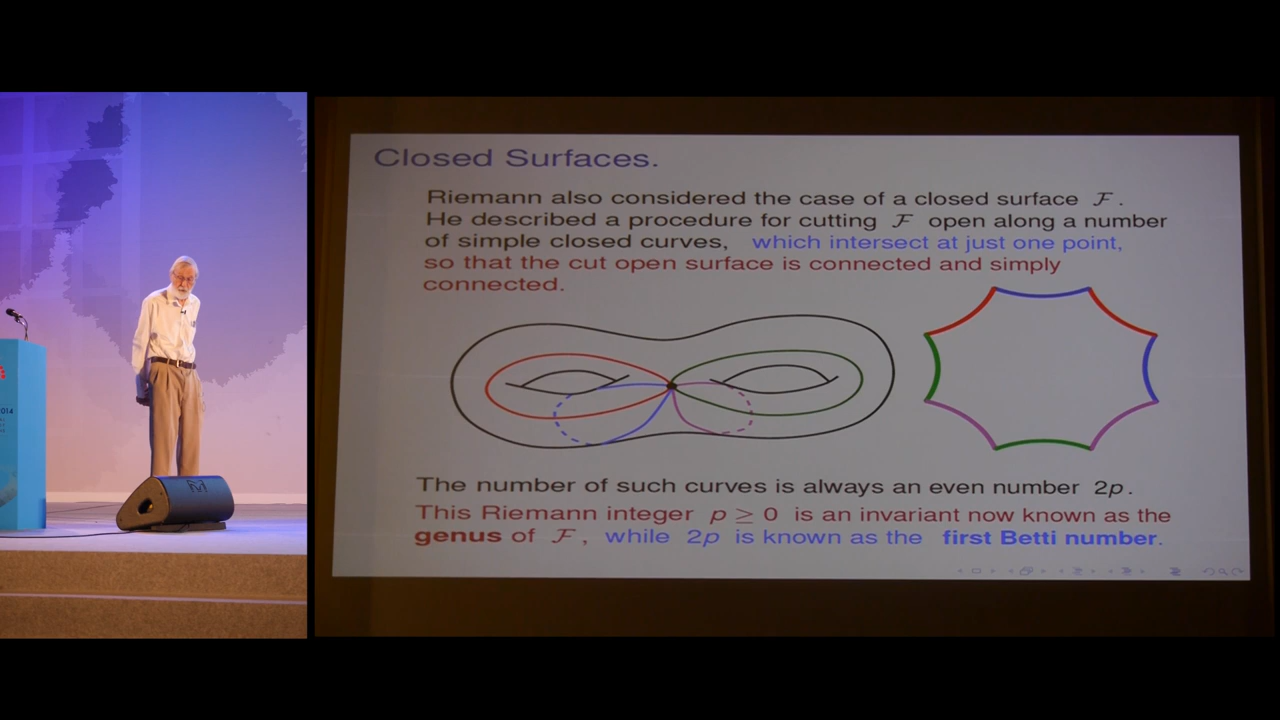 Closed Surfaces.
Riemann also considered the case of a closed surface ℱ.
He described a procedure for cutting ℱ open along a number
of simple closed curves, which intersect at just one point,
so that the cut open surface is connected and simply
connected.
The number of such curves is always an even number 2p.
This Riemann integer p ≥ 0 is an invariant now known as the
genus of ℱ, while 2p is known as the first Betti number.
014